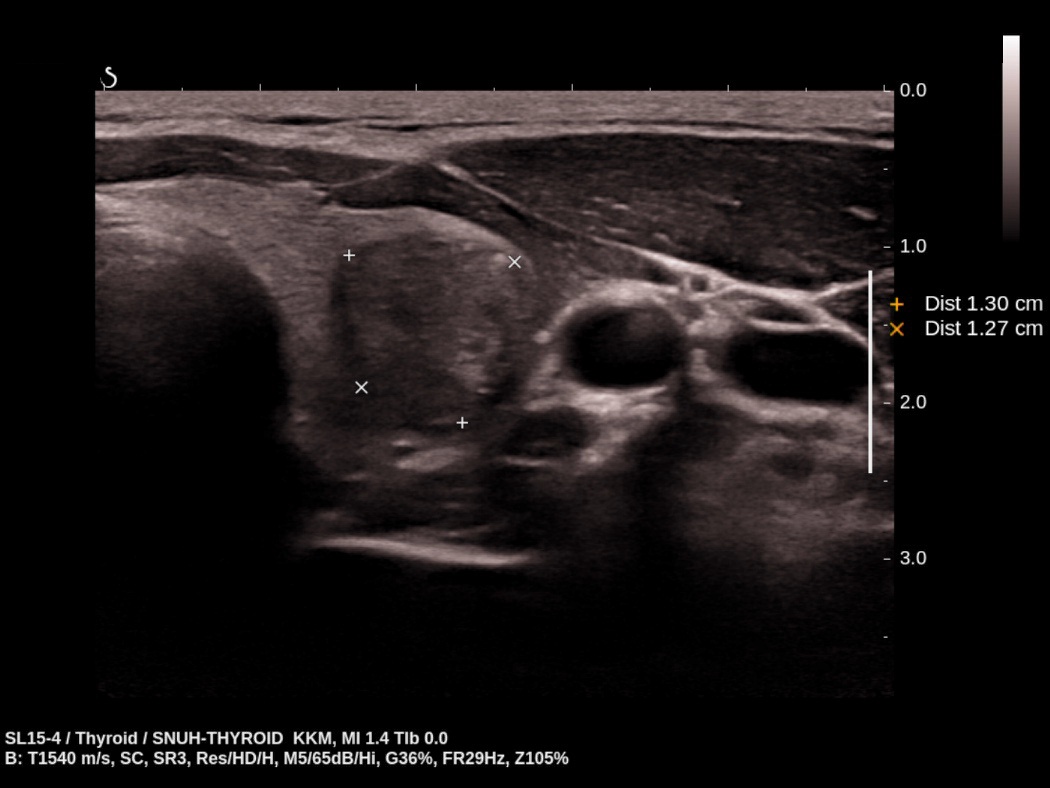 S
0.0
1.0
+ Dist 1.30 cm
× Dist 1.27 cm
2.0
3.0
SL15-4 / Thyroid / SNUH-THYROID KKM, MI 1.4 TIb 0.0
B: T1540 m/s, SC, SR3, Res/HD/H, M5/65dB/Hi, G36%, FR29Hz, Z105%